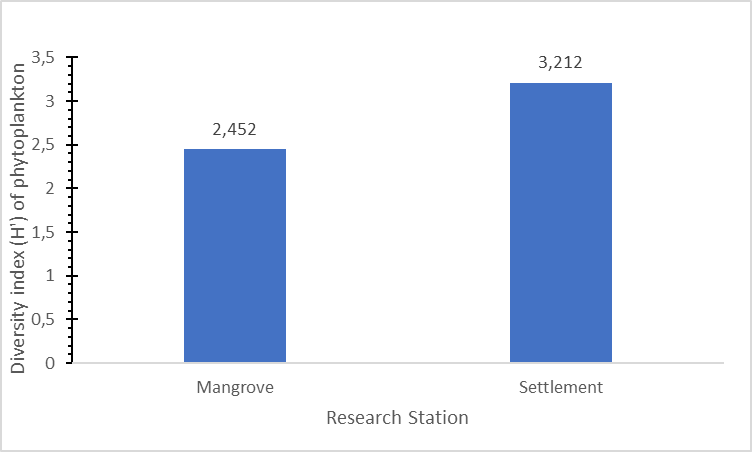 Diversity index (H') of phytoplankton
3,5
3
2,5
2
1,5
1
0,5
0
2,452
3,212
Mangrove
Settlement
Research Station